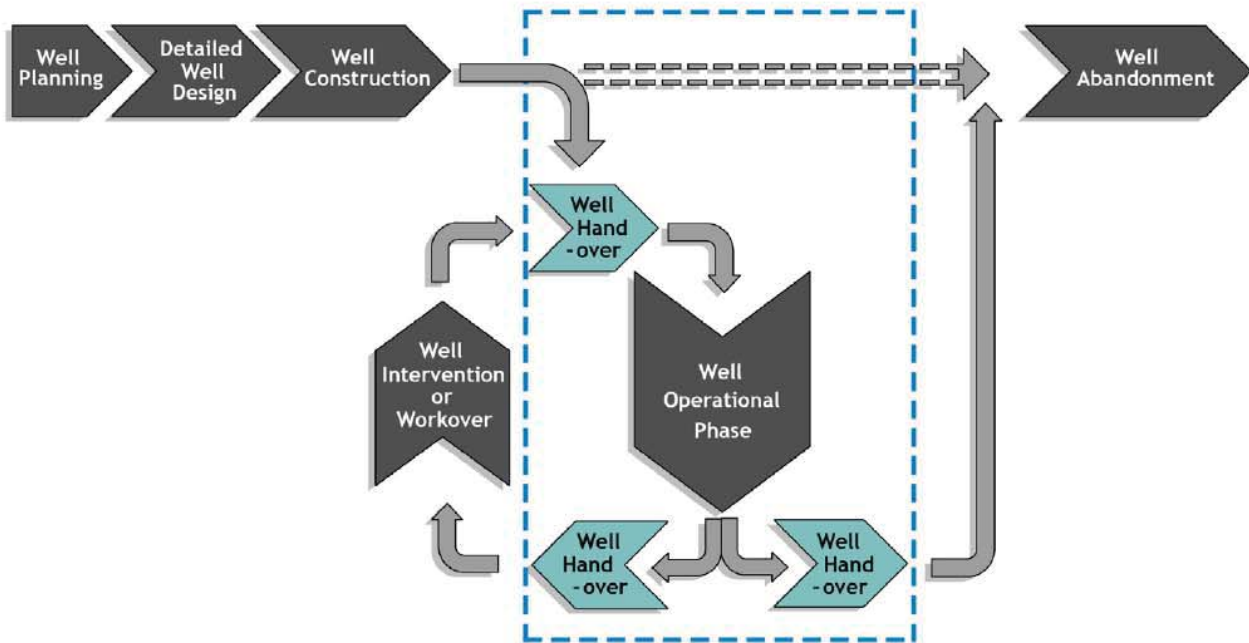 Well
Planning
Detailed
Well
Design
Well
Construction
Well
Abandonment
Well
Hand
-over
Well
Intervention
or
Workover
Well
Operational
Phase
Well
Hand
-over
Well
Hand
-over